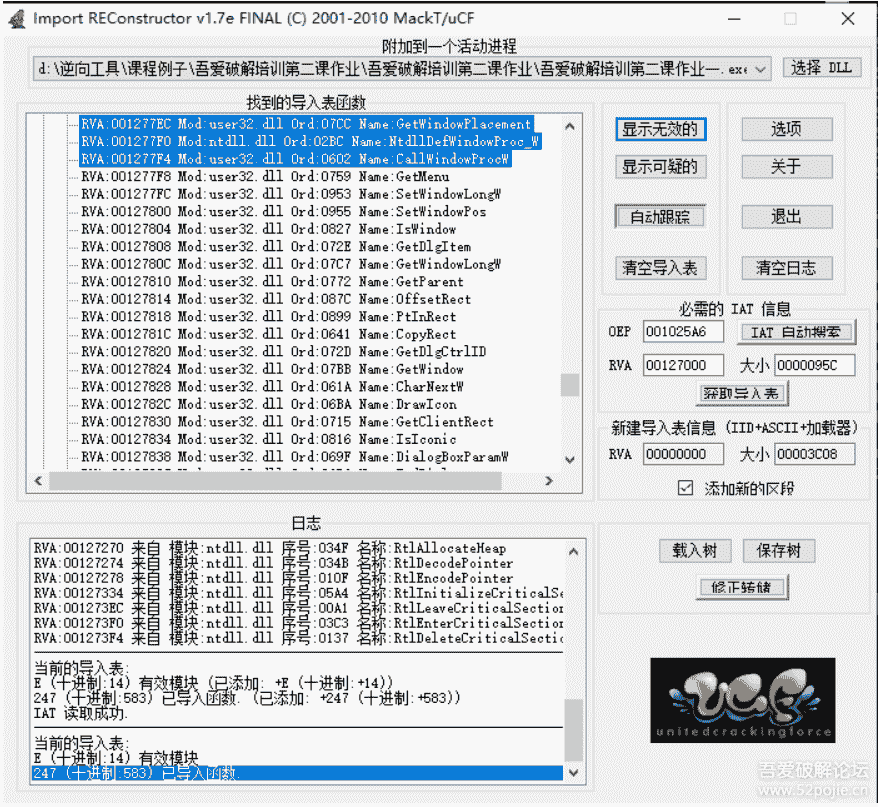 Import REConstructor v1.7e FINAL (C) 2001-2010 MackT/uCF
附加到一个活动进程
d:\逆向工具\课程例子\吾爱破解培训第二课作业\吾爱破解培训第二课作业\吾爱破解培训第二课作业一.exe
选择 DLL
找到的导入表函数
RVA:001277EC Mod:user32.dll Ord:07CC Name:GetWindowPlacement
RVA:001277F0 Mod:ntdll.dll Ord:02BC Name:NtdllDefWindowProc_W
RVA:001277F4 Mod:user32.dll Ord:0602 Name:CallWindowProcW
RVA:001277F8 Mod:user32.dll Ord:0759 Name:GetMenu
RVA:001277FC Mod:user32.dll Ord:0953 Name:SetWindowLongW
RVA:00127800 Mod:user32.dll Ord:0955 Name:SetWindowPos
RVA:00127804 Mod:user32.dll Ord:0827 Name:IsWindow
RVA:00127808 Mod:user32.dll Ord:072E Name:GetDlgItem
RVA:0012780C Mod:user32.dll Ord:07C7 Name:GetWindowLongW
RVA:00127810 Mod:user32.dll Ord:0772 Name:GetParent
RVA:00127814 Mod:user32.dll Ord:087C Name:OffsetRect
RVA:00127818 Mod:user32.dll Ord:0899 Name:PtInRect
RVA:0012781C Mod:user32.dll Ord:0641 Name:CopyRect
RVA:00127820 Mod:user32.dll Ord:072D Name:GetDlgCtrlID
RVA:00127824 Mod:user32.dll Ord:07BB Name:GetWindow
RVA:00127828 Mod:user32.dll Ord:061A Name:CharNextW
RVA:0012782C Mod:user32.dll Ord:06BA Name:DrawIcon
RVA:00127830 Mod:user32.dll Ord:0715 Name:GetClientRect
RVA:00127834 Mod:user32.dll Ord:0816 Name:IsIconic
RVA:00127838 Mod:user32.dll Ord:069F Name:DialogBoxParamW
显示无效的
选项
显示可疑的
关于
自动跟踪
退出
清空导入表
清空日志
必需的 IAT 信息
OEP 001025A6
IAT 自动搜索
RVA 00127000 大小 0000095C
获取导入表
新建导入表信息 (IID+ASCII+加载器)
RVA 00000000 大小 00003C08
添加新的区段
日志
RVA:00127270 来自 模块:ntdll.dll 序号:034F 名称:RtlAllocateHeap
RVA:00127274 来自 模块:ntdll.dll 序号:034B 名称:RtlDecodePointer
RVA:00127278 来自 模块:ntdll.dll 序号:010F 名称:RtlEncodePointer
RVA:00127334 来自 模块:ntdll.dll 序号:05A4 名称:RtlInitializeCriticalSe
RVA:001273EC 来自 模块:ntdll.dll 序号:00A1 名称:RtlLeaveCriticalSection
RVA:001273F0 来自 模块:ntdll.dll 序号:03C3 名称:RtlEnterCriticalSection
RVA:001273F4 来自 模块:ntdll.dll 序号:0137 名称:RtlDeleteCriticalSectio
当前的导入表:
E (十进制:14) 有效模块 (已添加: +E (十进制:+14))
247 (十进制:583) 已导入函数. (已添加: +247 (十进制:+583))
IAT 读取成功.
当前的导入表:
E (十进制:14) 有效模块
247 (十进制:583) 已导入函数.
载入树
保存树
修正转储
UCF
unitedcrackingforce
吾爱破解论坛
www.52pojie.cn